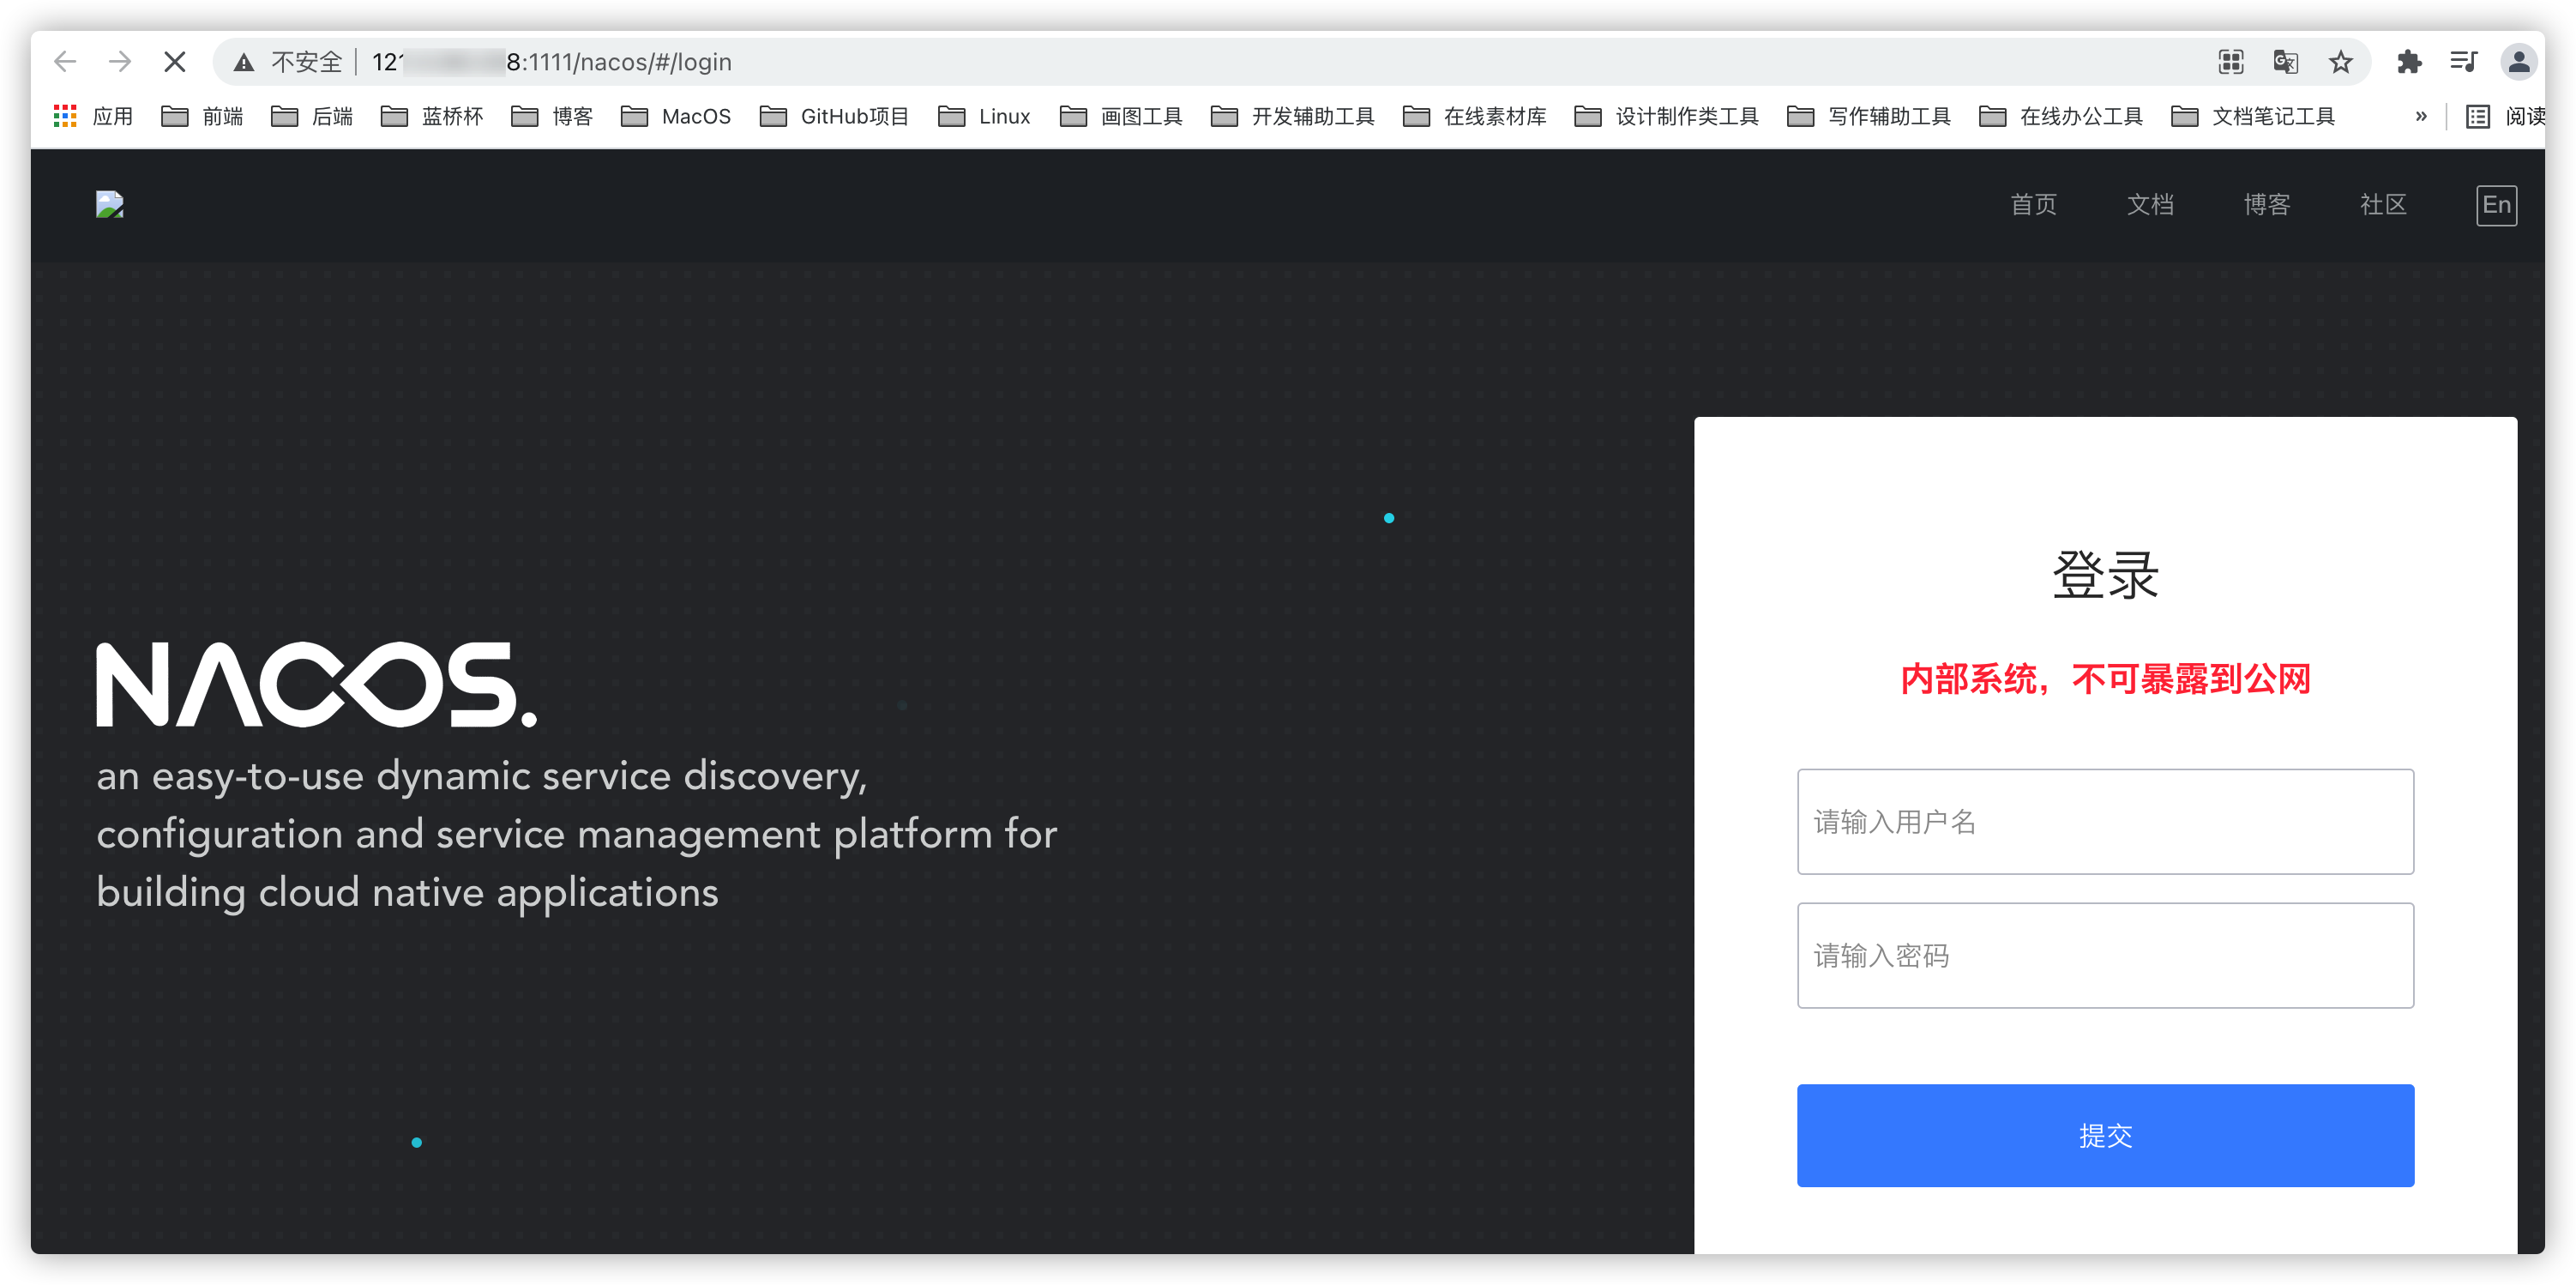 不安全 | 12 8:1111/nacos/#/login
应用 前端 后端 蓝桥杯 博客 MacOS GitHub项目 Linux 画图工具 开发辅助工具 在线素材库 设计制作类工具 写作辅助工具 在线办公工具 文档笔记工具 » 阅读
首页 文档 博客 社区 En
登录
内部系统，不可暴露到公网
NACOS.
an easy-to-use dynamic service discovery,
configuration and service management platform for
building cloud native applications
请输入用户名
请输入密码
提交